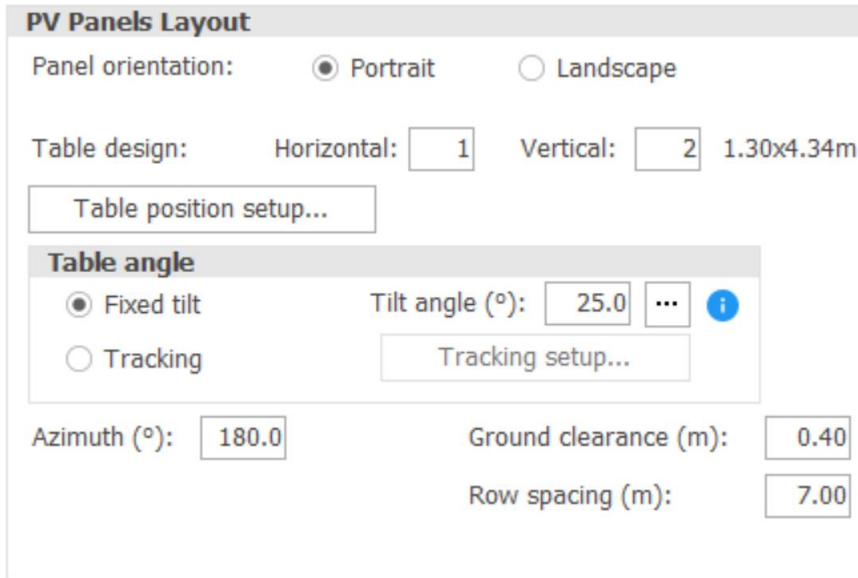 PV Panels Layout
Panel orientation: Portrait Landscape
Table design: Horizontal: 1 Vertical: 2 1.30x4.34m
Table position setup...
Table angle
Fixed tilt Tilt angle (°): 25.0 ... i
Tracking Tracking setup...
Azimuth (°): 180.0 Ground clearance (m): 0.40
Row spacing (m): 7.00